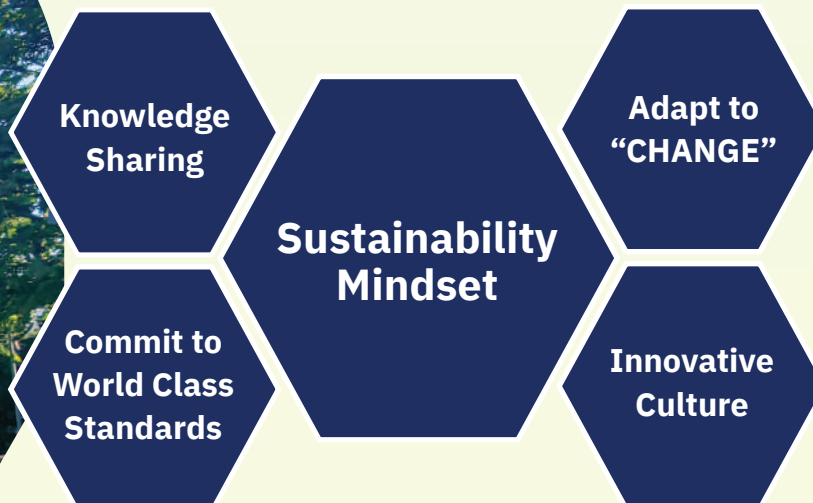 Knowledge
Sharing
Adapt to
“CHANGE”
Sustainability
Mindset
Commit to
World Class
Standards
Innovative
Culture